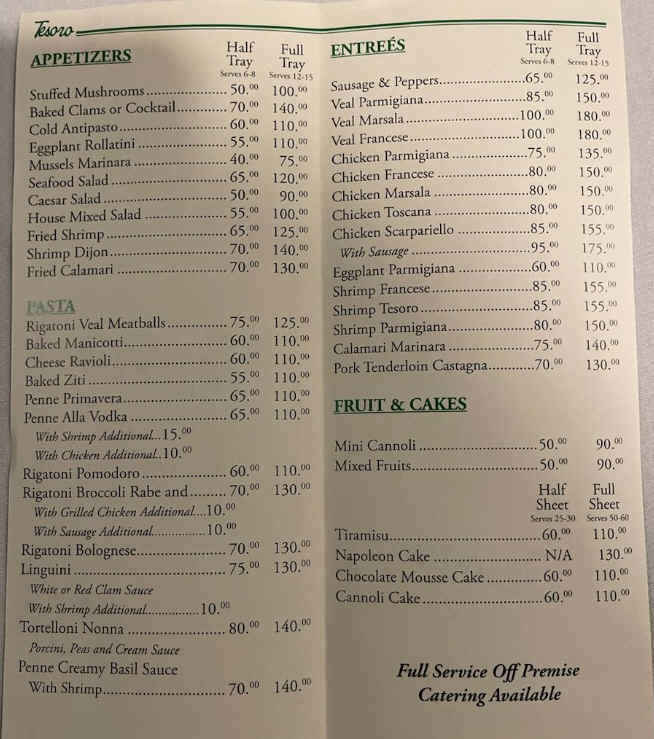 Tesoro
APPETIZERS
Half Tray Serves 6-8
Full Tray Serves 12-15
Stuffed Mushrooms 50.00 100.00
Baked Clams or Cocktail 70.00 140.00
Cold Antipasto 60.00 110.00
Eggplant Rollatini 55.00 110.00
Mussels Marinara 40.00 75.00
Seafood Salad 65.00 120.00
Caesar Salad 50.00 90.00
House Mixed Salad 55.00 100.00
Fried Shrimp 65.00 125.00
Shrimp Dijon 70.00 140.00
Fried Calamari 70.00 130.00
PASTA
Rigatoni Veal Meatballs 75.00 125.00
Baked Manicotti 60.00 110.00
Cheese Ravioli 60.00 110.00
Baked Ziti 55.00 110.00
Penne Primavera 65.00 110.00
Penne Alla Vodka 65.00 110.00
With Shrimp Additional...15.00
With Chicken Additional..10.00
Rigatoni Pomodoro 60.00 110.00
Rigatoni Broccoli Rabe and 70.00 130.00
With Grilled Chicken Additional....10.00
With Sausage Additional 10.00
Rigatoni Bolognese 70.00 130.00
Linguini 75.00 130.00
White or Red Clam Sauce
With Shrimp Additional 10.00
Tortelloni Nonna 80.00 140.00
Porcini, Peas and Cream Sauce
Penne Creamy Basil Sauce
With Shrimp 70.00 140.00
ENTREÉS
Half Tray Serves 6-8
Full Tray Serves 12-15
Sausage & Peppers 65.00 125.00
Veal Parmigiana 85.00 150.00
Veal Marsala 100.00 180.00
Veal Francese 100.00 180.00
Chicken Parmigiana 75.00 135.00
Chicken Francese 80.00 150.00
Chicken Marsala 80.00 150.00
Chicken Toscana 80.00 150.00
Chicken Scarpariello 85.00 155.00
With Sausage 95.00 175.00
Eggplant Parmigiana 60.00 110.00
Shrimp Francese 85.00 155.00
Shrimp Tesoro 85.00 155.00
Shrimp Parmigiana 80.00 150.00
Calamari Marinara 75.00 140.00
Pork Tenderloin Castagna 70.00 130.00
FRUIT & CAKES
Mini Cannoli 50.00 90.00
Mixed Fruits 50.00 90.00
Half Sheet Serves 25-30
Full Sheet Serves 50-60
Tiramisu 60.00 110.00
Napoleon Cake N/A 130.00
Chocolate Mousse Cake 60.00 110.00
Cannoli Cake 60.00 110.00
Full Service Off Premise
Catering Available